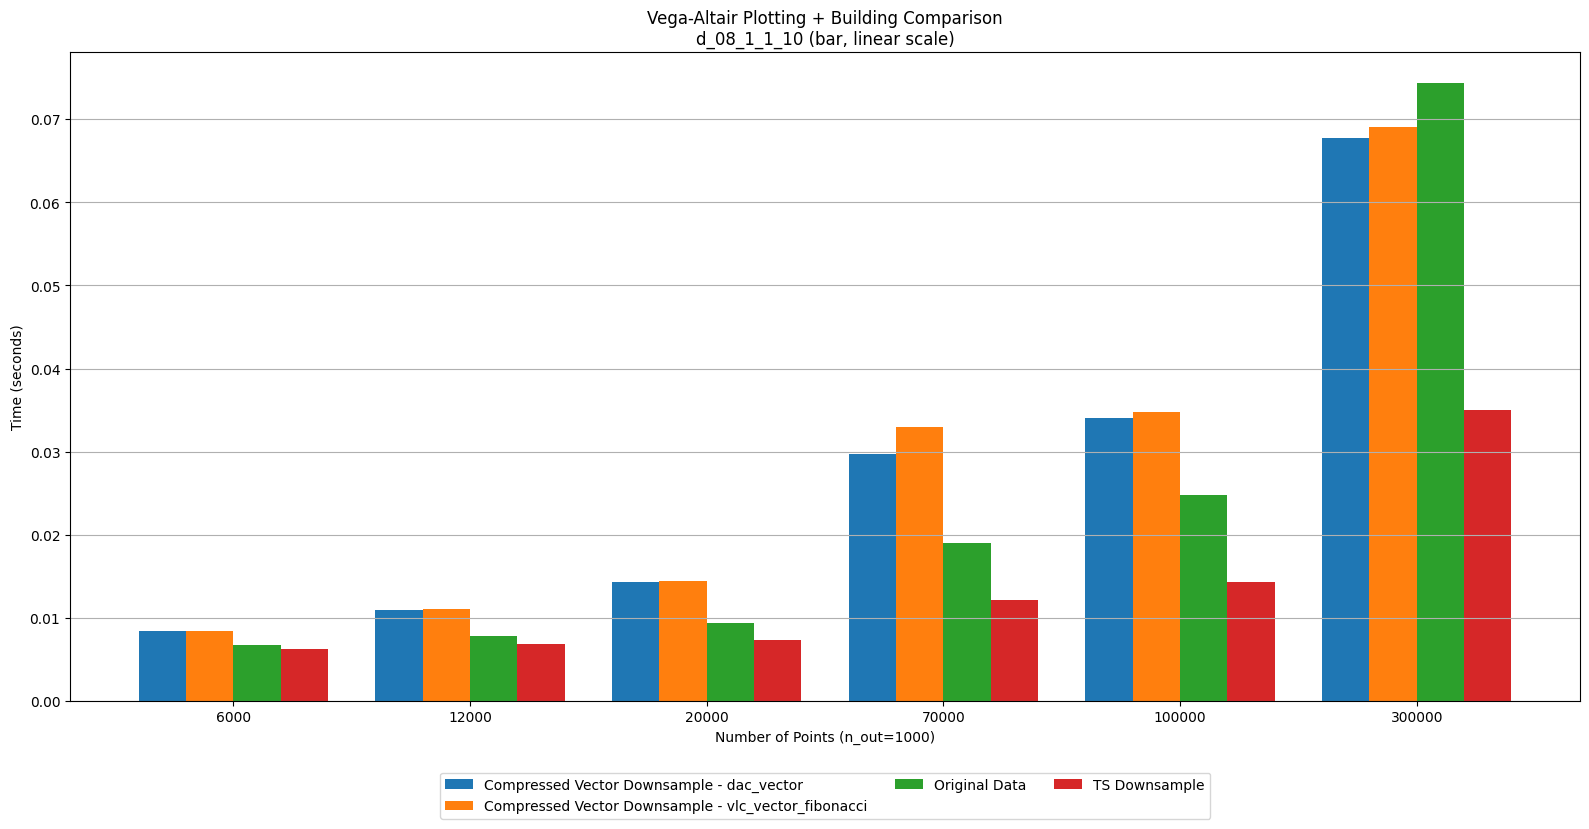 Vega-Altair Plotting + Building Comparison
d_08_1_1_10 (bar, linear scale)
0.07
0.06
0.05
0.04
0.03
0.02
0.01
0.00
Time (seconds)
6000
12000
20000
70000
100000
300000
Number of Points (n_out=1000)
Compressed Vector Downsample - dac_vector
Compressed Vector Downsample - vlc_vector_fibonacci
Original Data
TS Downsample